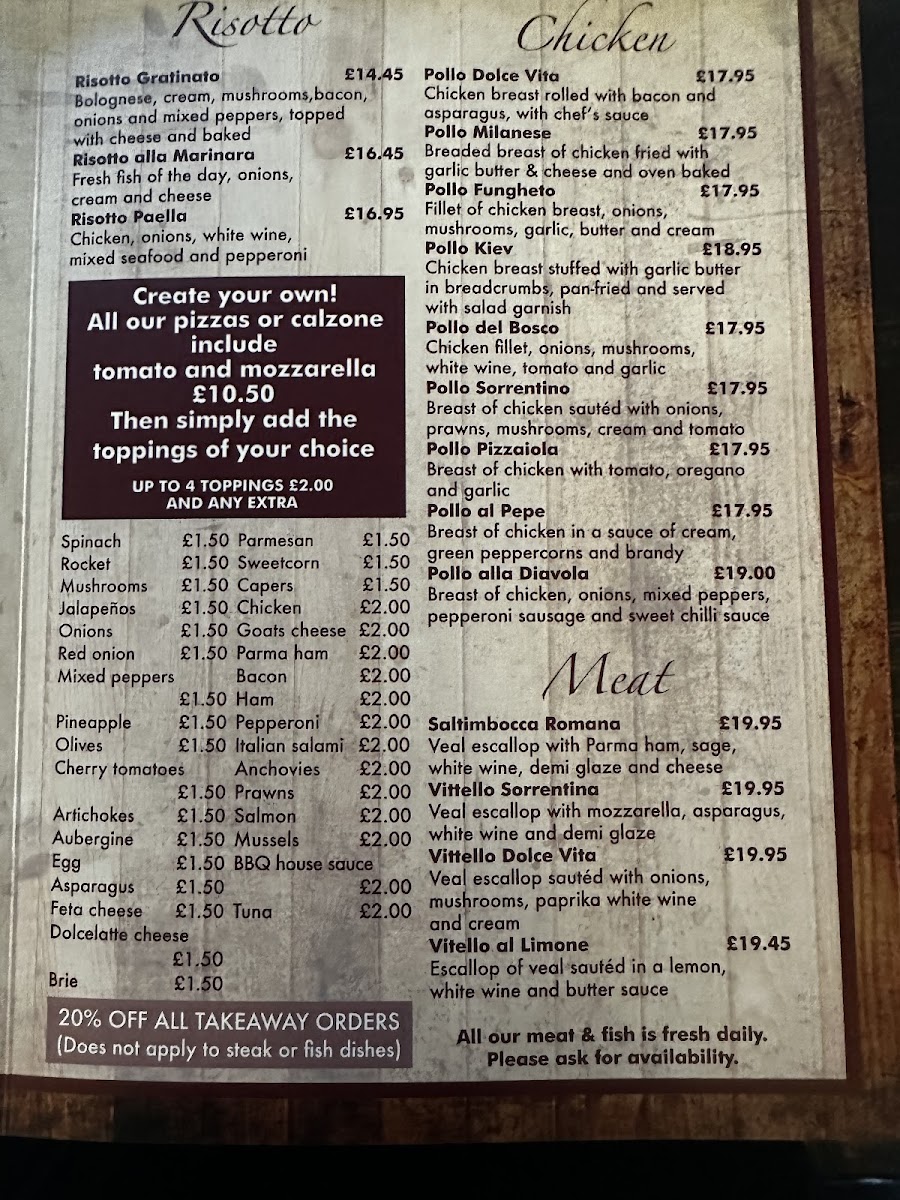 Risotto
Risotto Gratinato £14.45
Bolognese, cream, mushrooms,bacon,
onions and mixed peppers, topped
with cheese and baked
Risotto alla Marinara £16.45
Fresh fish of the day, onions,
cream and cheese
Risotto Paella £16.95
Chicken, onions, white wine,
mixed seafood and pepperoni
Create your own!
All our pizzas or calzone
include
tomato and mozzarella
£10.50
Then simply add the
toppings of your choice
UP TO 4 TOPPINGS £2.00
AND ANY EXTRA
Spinach £1.50 Parmesan £1.50
Rocket £1.50 Sweetcorn £1.50
Mushrooms £1.50 Capers £1.50
Jalapeños £1.50 Chicken £2.00
Onions £1.50 Goats cheese £2.00
Red onion £1.50 Parma ham £2.00
Mixed peppers Bacon £2.00
£1.50 Ham £2.00
Pineapple £1.50 Pepperoni £2.00
Olives £1.50 Italian salami £2.00
Cherry tomatoes Anchovies £2.00
£1.50 Prawns £2.00
Artichokes £1.50 Salmon £2.00
Aubergine £1.50 Mussels £2.00
Egg £1.50 BBQ house sauce
Asparagus £1.50 £2.00
Feta cheese £1.50 Tuna £2.00
Dolcelatte cheese
£1.50
Brie £1.50
20% OFF ALL TAKEAWAY ORDERS
(Does not apply to steak or fish dishes)
Chicken
Pollo Dolce Vita £17.95
Chicken breast rolled with bacon and
asparagus, with chef's sauce
Pollo Milanese £17.95
Breaded breast of chicken fried with
garlic butter & cheese and oven baked
Pollo Fungheto £17.95
Fillet of chicken breast, onions,
mushrooms, garlic, butter and cream
Pollo Kiev £18.95
Chicken breast stuffed with garlic butter
in breadcrumbs, pan-fried and served
with salad garnish
Pollo del Bosco £17.95
Chicken fillet, onions, mushrooms,
white wine, tomato and garlic
Pollo Sorrentino £17.95
Breast of chicken sautéd with onions,
prawns, mushrooms, cream and tomato
Pollo Pizzaiola £17.95
Breast of chicken with tomato, oregano
and garlic
Pollo al Pepe £17.95
Breast of chicken in a sauce of cream,
green peppercorns and brandy
Pollo alla Diavola £19.00
Breast of chicken, onions, mixed peppers,
pepperoni sausage and sweet chilli sauce
Meat
Saltimbocca Romana £19.95
Veal escallop with Parma ham, sage,
white wine, demi glaze and cheese
Vittello Sorrentina £19.95
Veal escallop with mozzarella, asparagus,
white wine and demi glaze
Vittello Dolce Vita £19.95
Veal escallop sautéd with onions,
mushrooms, paprika white wine
and cream
Vitello al Limone £19.45
Escallop of veal sautéd in a lemon,
white wine and butter sauce
All our meat & fish is fresh daily.
Please ask for availability.